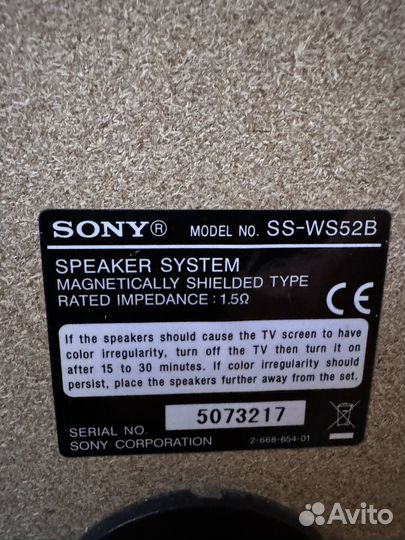 SONY® MODEL NO. SS-WS52B
SPEAKER SYSTEM
MAGNETICALLY SHIELDED TYPE
RATED IMPEDANCE : 1.5Ω
CE
If the speakers should cause the TV screen to have
color irregularity, turn off the TV then turn it on
after 15 to 30 minutes. If color irregularity should
persist, place the speakers further away from the set.
SERIAL NO. 5073217
SONY CORPORATION 2-668-654-01
Avito